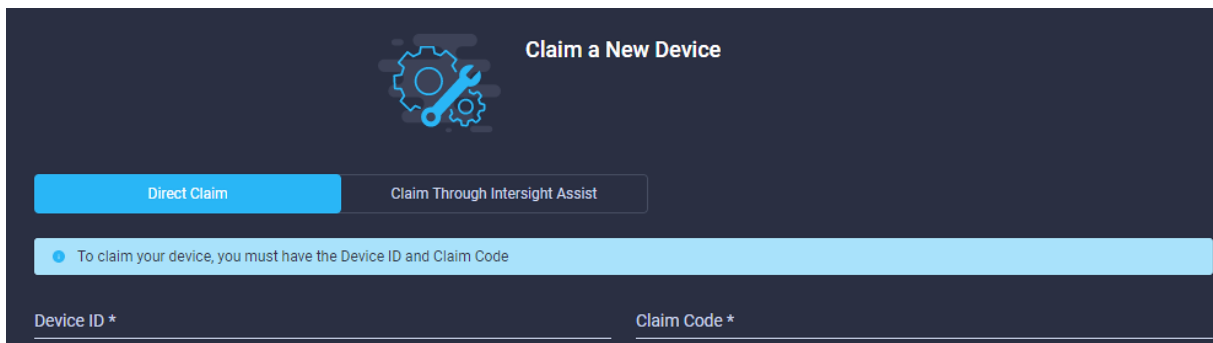 Claim a New Device
Direct Claim
Claim Through Intersight Assist
To claim your device, you must have the Device ID and Claim Code
Device ID *
Claim Code *